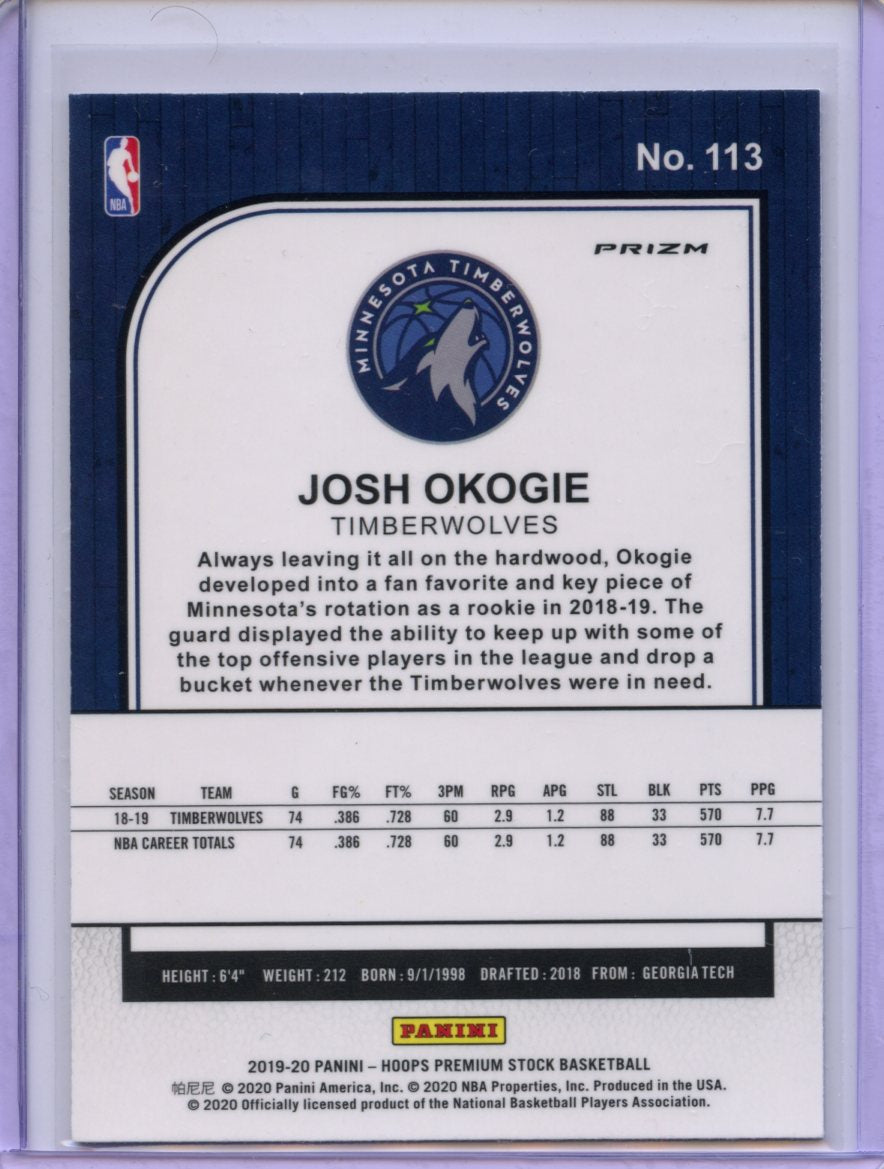 No. 113
NBA
PRIZM
MINNESOTA TIMBERWOLVES
JOSH OKOGIE
TIMBERWOLVES
Always leaving it all on the hardwood, Okogie
developed into a fan favorite and key piece of
Minnesota's rotation as a rookie in 2018-19. The
guard displayed the ability to keep up with some of
the top offensive players in the league and drop a
bucket whenever the Timberwolves were in need.
SEASON TEAM G FG% FT% 3PM RPG APG STL BLK PTS PPG
18-19 TIMBERWOLVES 74 .386 .728 60 2.9 1.2 88 33 570 7.7
NBA CAREER TOTALS 74 .386 .728 60 2.9 1.2 88 33 570 7.7
HEIGHT: 6'4" WEIGHT: 212 BORN: 9/1/1998 DRAFTED: 2018 FROM: GEORGIA TECH
PANINI
2019-20 PANINI – HOOPS PREMIUM STOCK BASKETBALL
帕尼尼 © 2020 Panini America, Inc. © 2020 NBA Properties, Inc. Produced in the USA.
© 2020 Officially licensed product of the National Basketball Players Association.